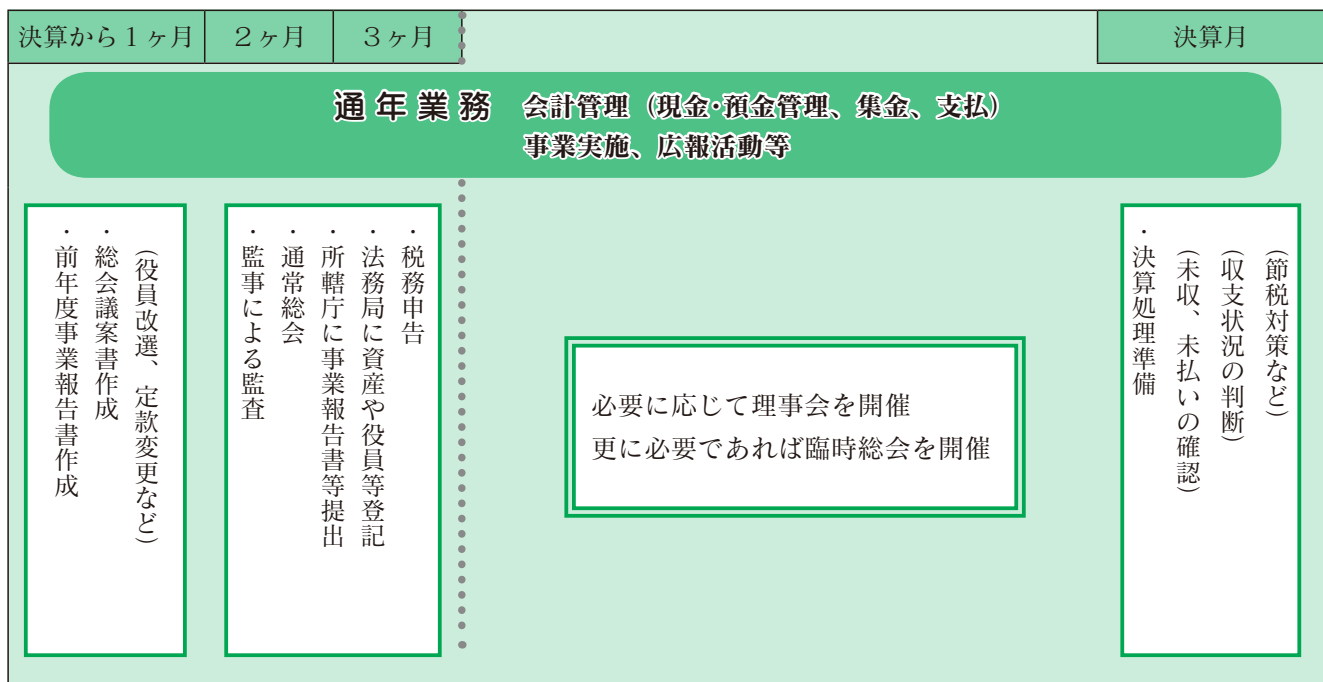 決算から１ヶ月
２ヶ月
３ヶ月
決算月
通年業務 会計管理（現金・預金管理、集金、支払）
事業実施、広報活動等
（役員改選、定款変更など）
・総会議案書作成
・前年度事業報告書作成
・税務申告
・法務局に資産や役員等登記
・所轄庁に事業報告書等提出
・通常総会
・監事による監査
必要に応じて理事会を開催
更に必要であれば臨時総会を開催
（節税対策など）
（収支状況の判断）
（未収、未払いの確認）
・決算処理準備